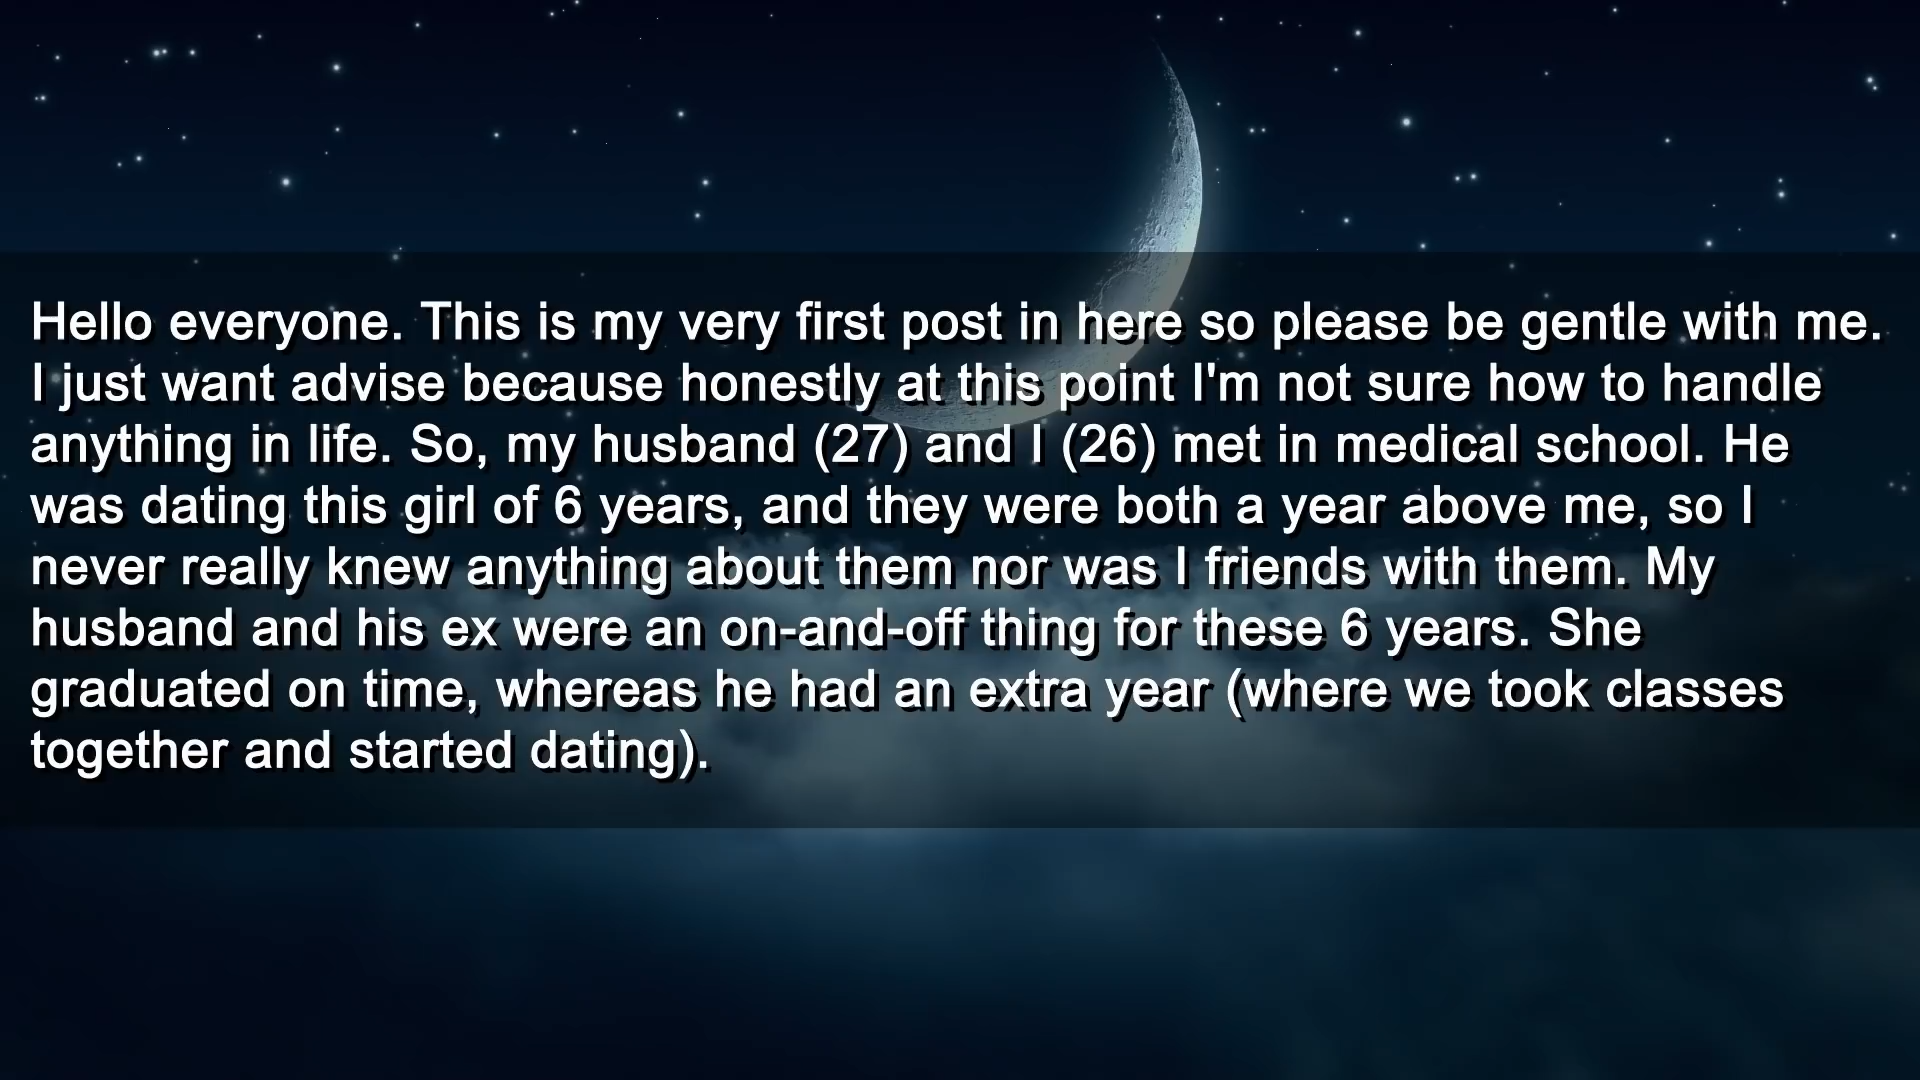 Hello everyone. This is my very first post in here so please be gentle with me.
I just want advise because honestly at this point I'm not sure how to handle
anything in life. So, my husband (27) and I (26) met in medical school. He
was dating this girl of 6 years, and they were both a year above me, so I
never really knew anything about them nor was I friends with them. My
husband and his ex were an on-and-off thing for these 6 years. She
graduated on time, whereas he had an extra year (where we took classes
together and started dating).